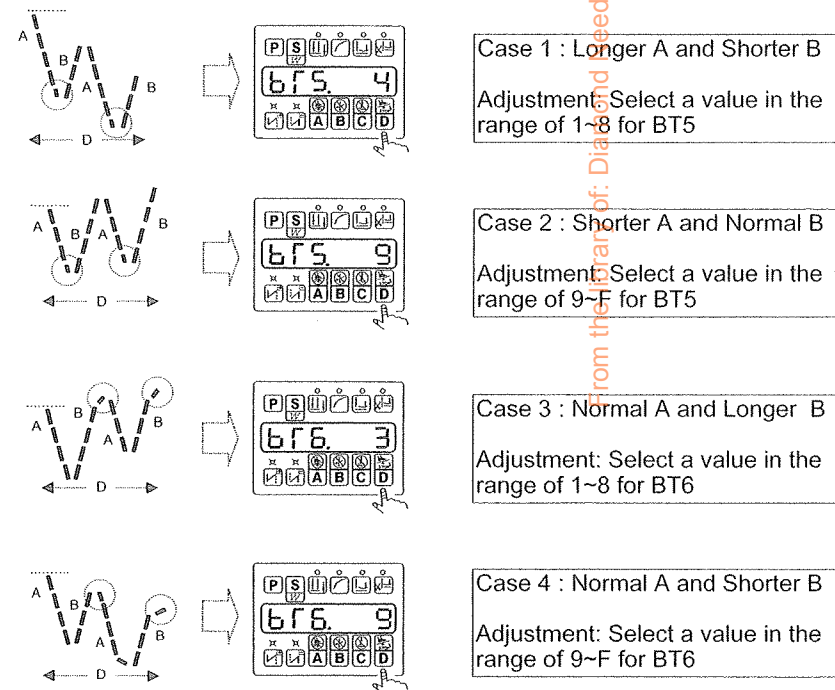 A
B
A
B
D
P S
W
bT5. 4
A B C D
Case 1 : Longer A and Shorter B
Adjustment: Select a value in the
range of 1~8 for BT5
A
B
A
B
D
P S
W
bT5. 9
A B C D
Case 2 : Shorter A and Normal B
Adjustment: Select a value in the
range of 9~F for BT5
A
B
A
B
D
P S
W
bT6. 3
A B C D
Case 3 : Normal A and Longer B
Adjustment: Select a value in the
range of 1~8 for BT6
A
B
A
B
D
P S
W
bT6. 9
A B C D
Case 4 : Normal A and Shorter B
Adjustment: Select a value in the
range of 9~F for BT6
From the library of: Diamond Need